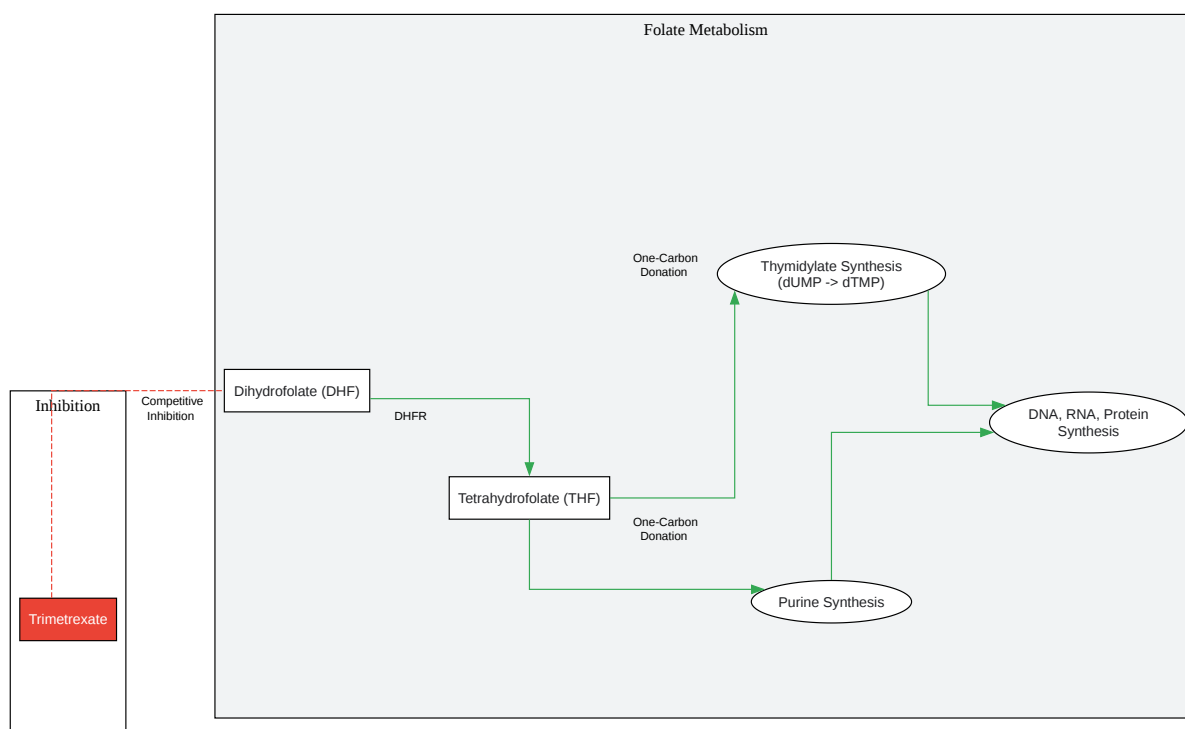 Folate Metabolism
One-Carbon
Donation
Thymidylate Synthesis
(dUMP -> dTMP)
Dihydrofolate (DHF)
Inhibition
Competitive
Inhibition
DHFR
DNA, RNA, Protein
Synthesis
Tetrahydrofolate (THF)
One-Carbon
Donation
Purine Synthesis
Trimetrexate